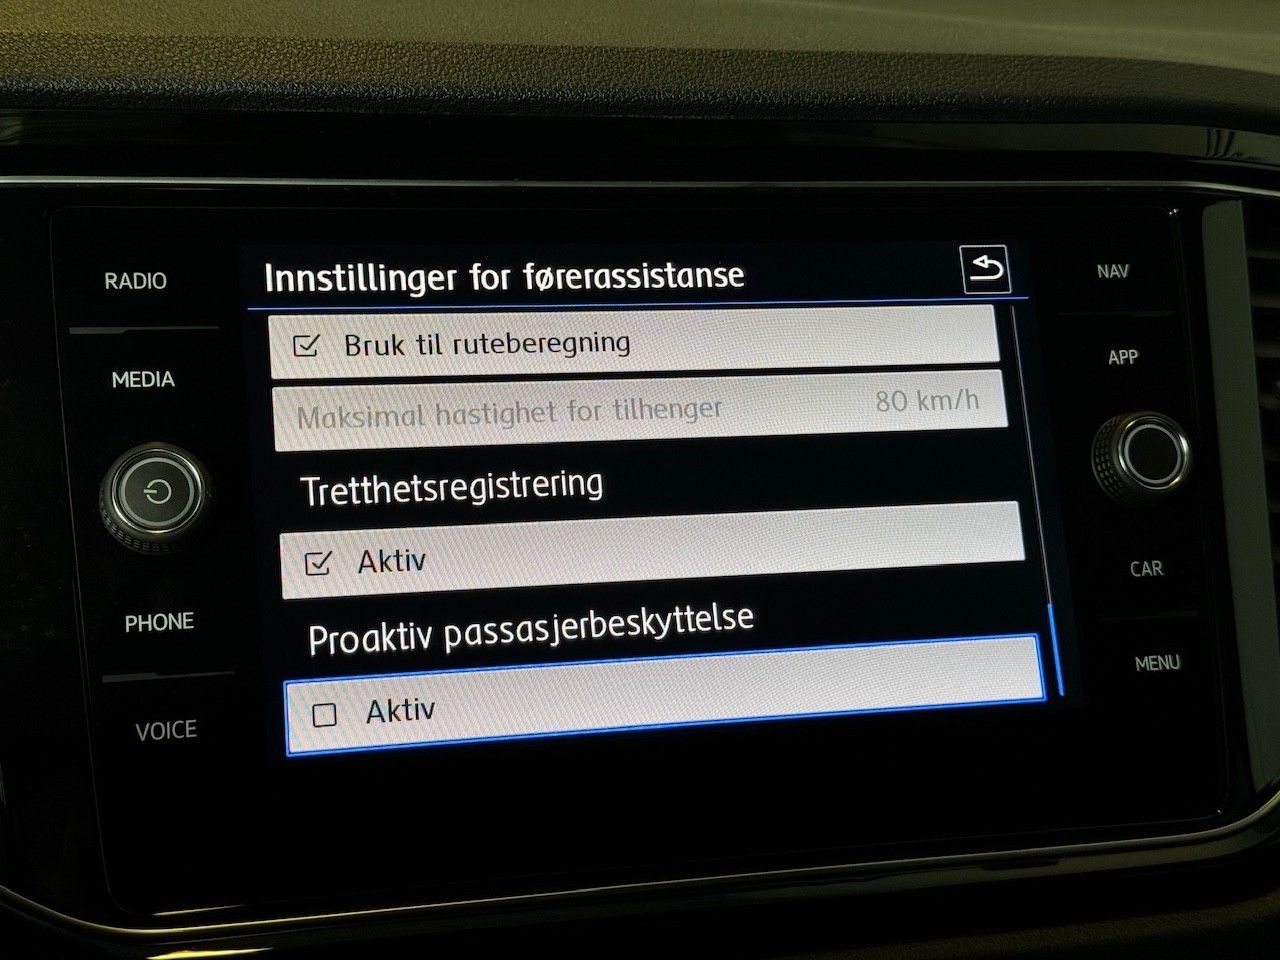 Innstillinger for førerassistanse
Bruk til ruteberegning
Maksimal hastighet for tilhenger 80 km/h
Tretthetsregistrering
Aktiv
Proaktiv passasjerbeskyttelse
Aktiv
RADIO
MEDIA
PHONE
VOICE
NAV
APP
CAR
MENU